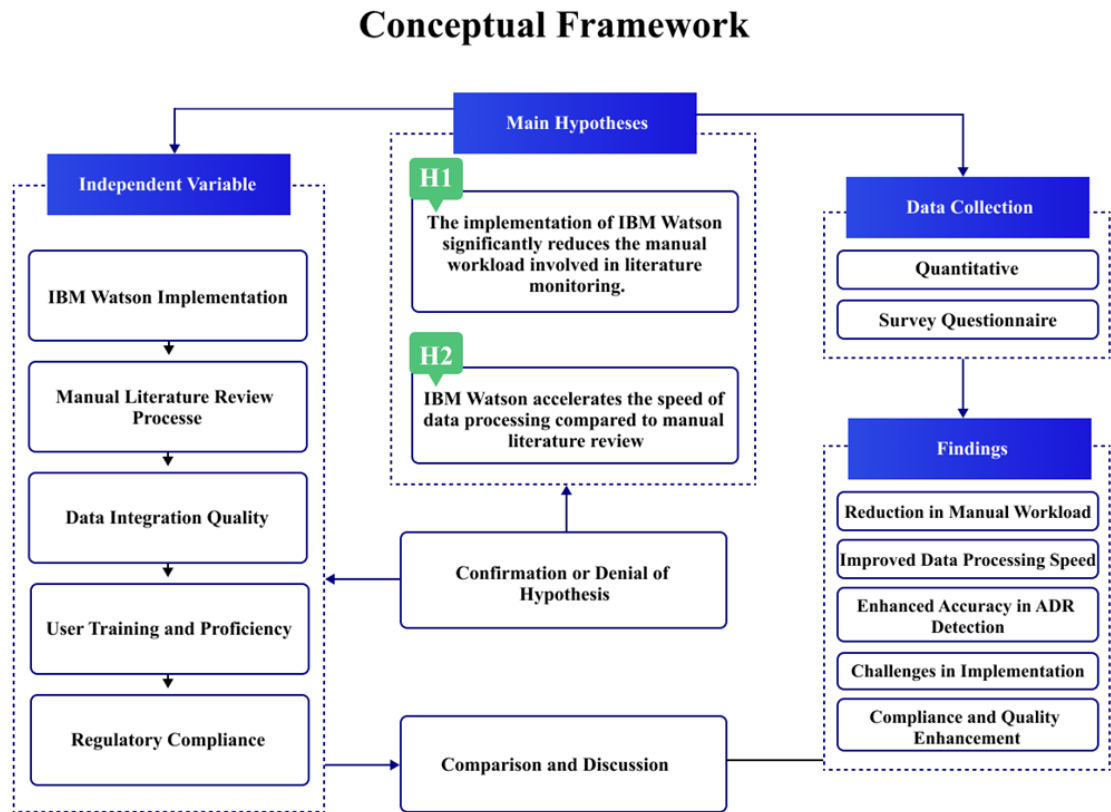 Conceptual Framework
Main Hypotheses
Independent Variable
IBM Watson Implementation
Manual Literature Review
Processe
Data Integration Quality
User Training and Proficiency
Regulatory Compliance
H1
The implementation of IBM Watson
significantly reduces the manual
workload involved in literature
monitoring.
H2
IBM Watson accelerates the speed of
data processing compared to manual
literature review
Confirmation or Denial of
Hypothesis
Comparison and Discussion
Data Collection
Quantitative
Survey Questionnaire
Findings
Reduction in Manual Workload
Improved Data Processing Speed
Enhanced Accuracy in ADR
Detection
Challenges in Implementation
Compliance and Quality
Enhancement